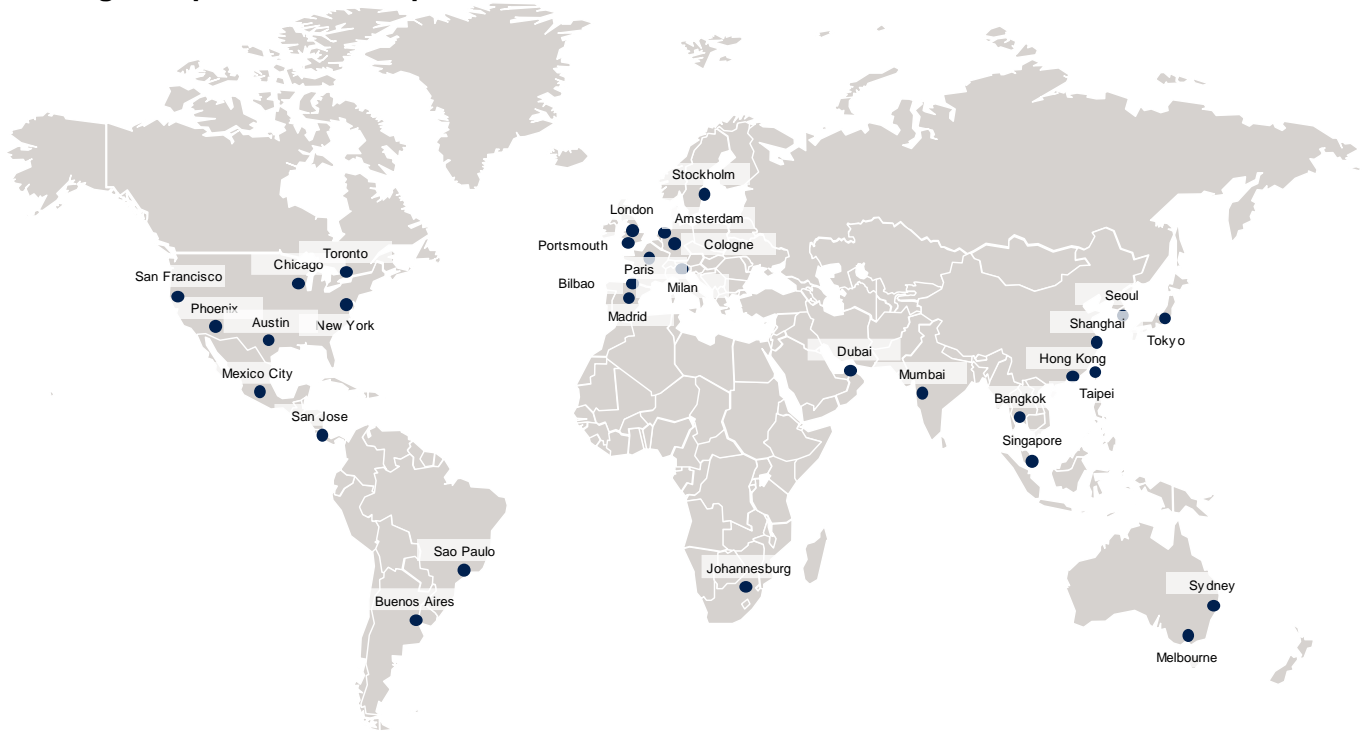 Stockholm
London
Amsterdam
Portsmouth
Cologne
Toronto
Chicago
Paris
San Francisco
Bilbao
Milan
Seoul
Phoenix
Madrid
Austin
New York
Shanghai
Tokyo
Dubai
Hong Kong
Mexico City
Mumbai
Taipei
Bangkok
San Jose
Singapore
Sao Paulo
Johannesburg
Sydney
Buenos Aires
Melbourne